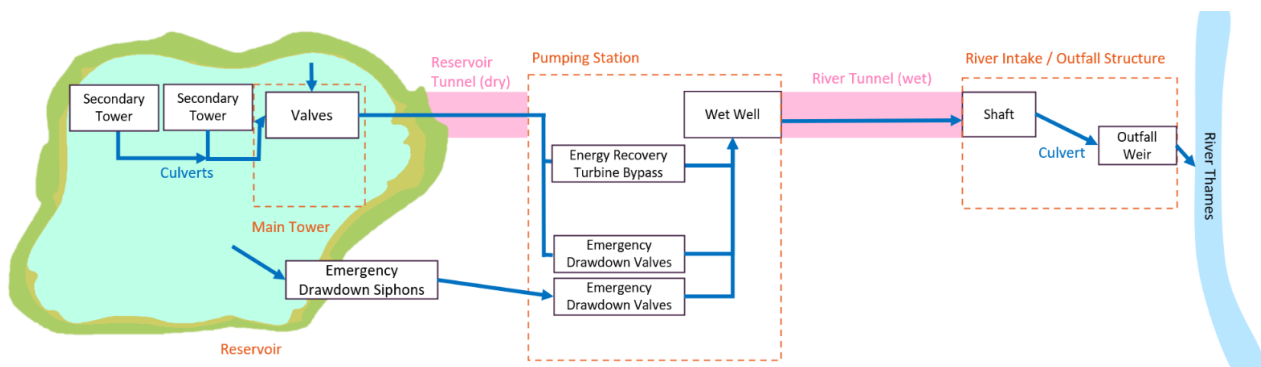 Reservoir
Tunnel (dry)
Pumping Station
River Tunnel (wet)
River Intake / Outfall Structure
Secondary
Tower
Secondary
Tower
Valves
Wet Well
Shaft
Culverts
Energy Recovery
Turbine Bypass
Culvert
Outfall
Weir
River Thames
Main Tower
Emergency
Drawdown Valves
Emergency
Drawdown Siphons
Emergency
Drawdown Valves
Reservoir